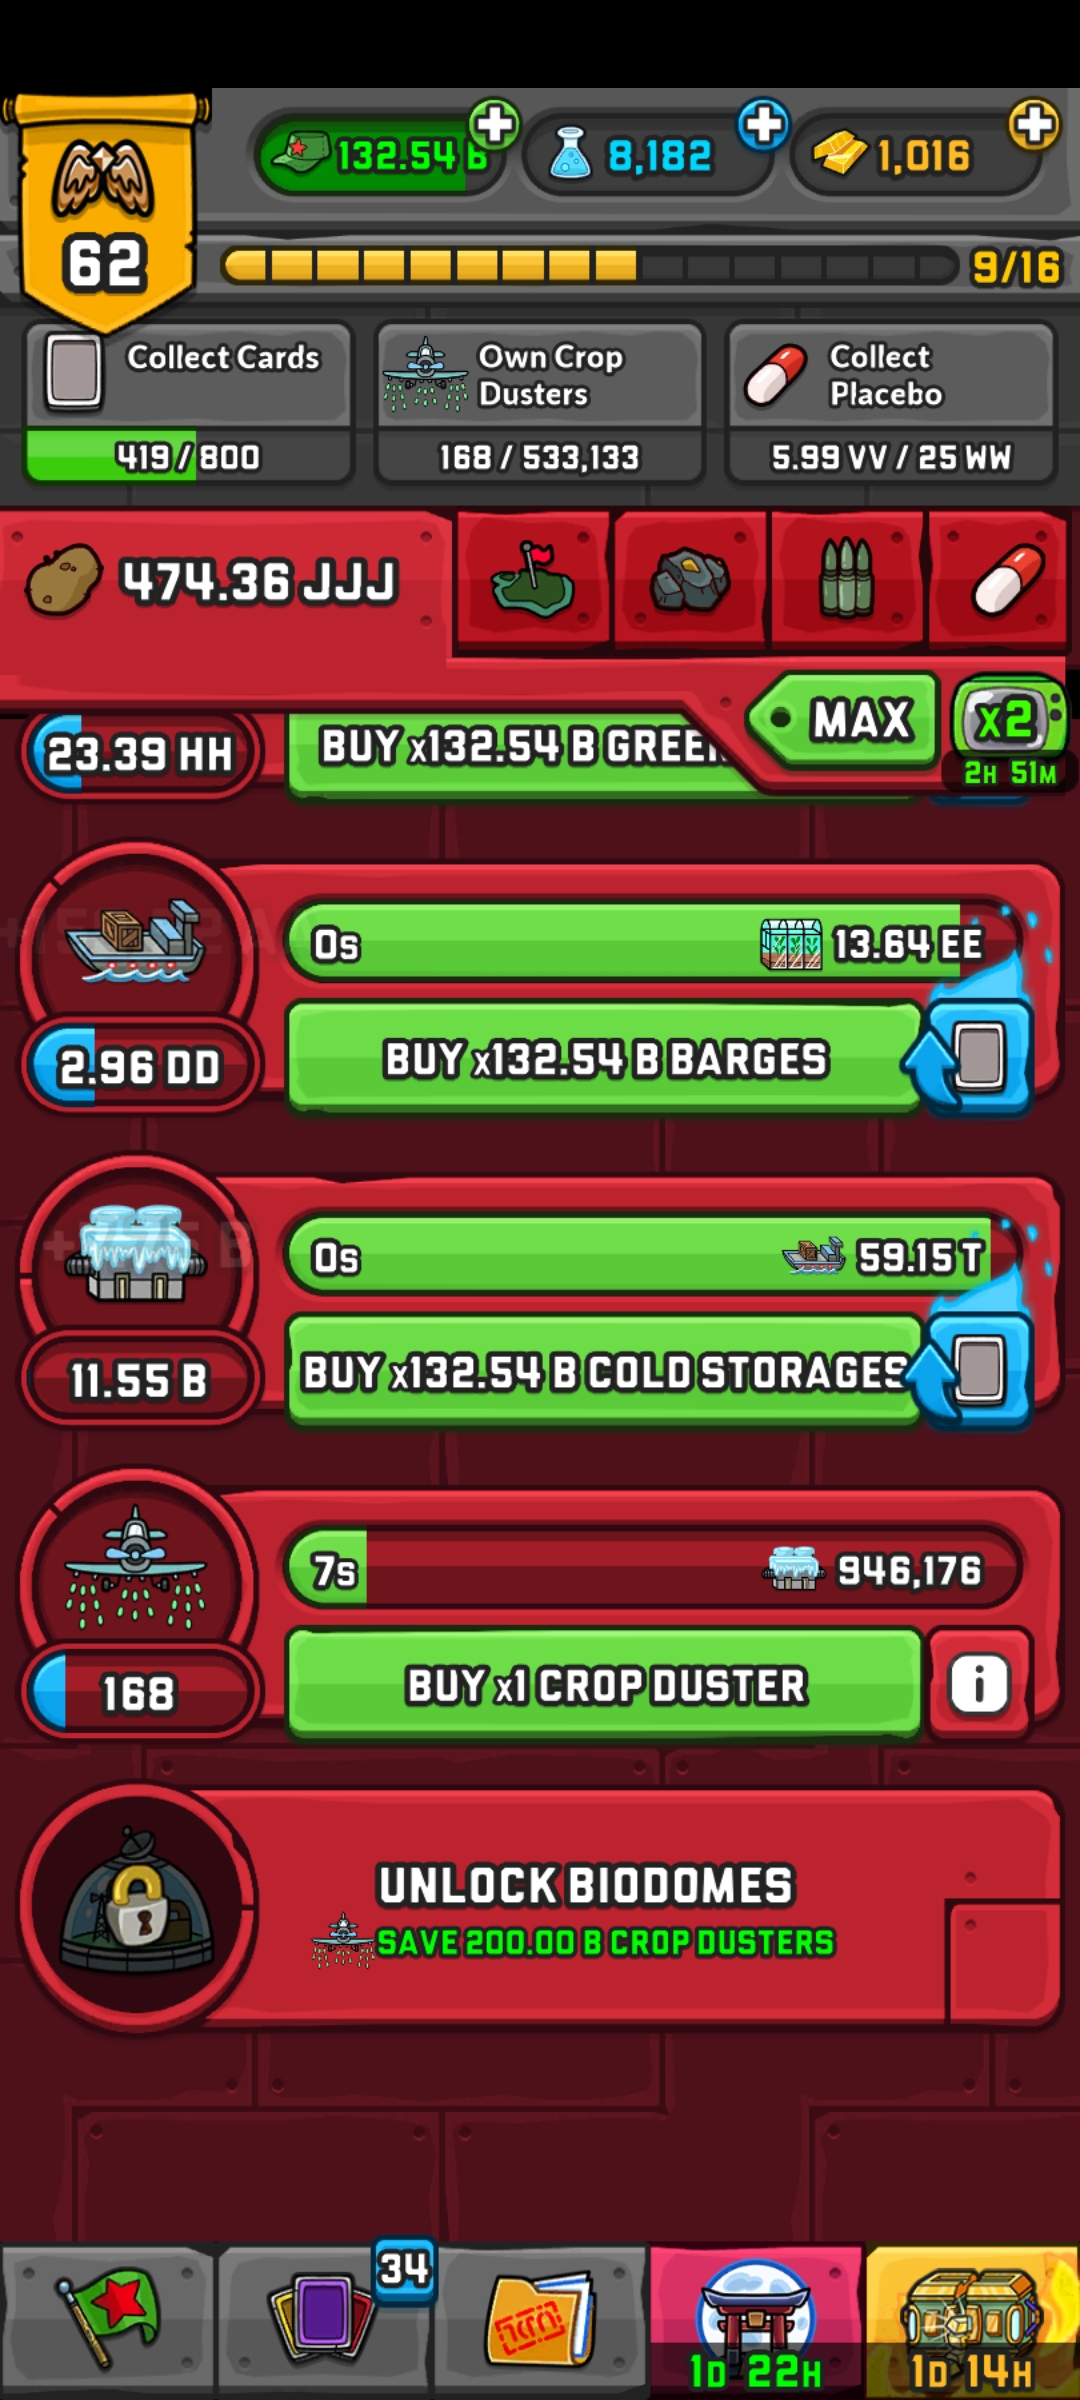 132.54 B
8,182
1,016
62
9/16
Collect Cards
419 / 800
Own Crop
Dusters
168 / 533,133
Collect
Placebo
5.99 VV / 25 WW
474.36 JJJ
MAX
x2
2H 51M
23.39 HH
BUY x132.54 B
0s
13.64 EE
2.96 DD
BUY x132.54 B BARGES
0s
59.15 T
11.55 B
BUY x132.54 B COLD STORAGES
7s
946,176
168
BUY x1 CROP DUSTER
i
UNLOCK BIODOMES
SAVE 200.00 B CROP DUSTERS
34
1D 22H
1D 14H